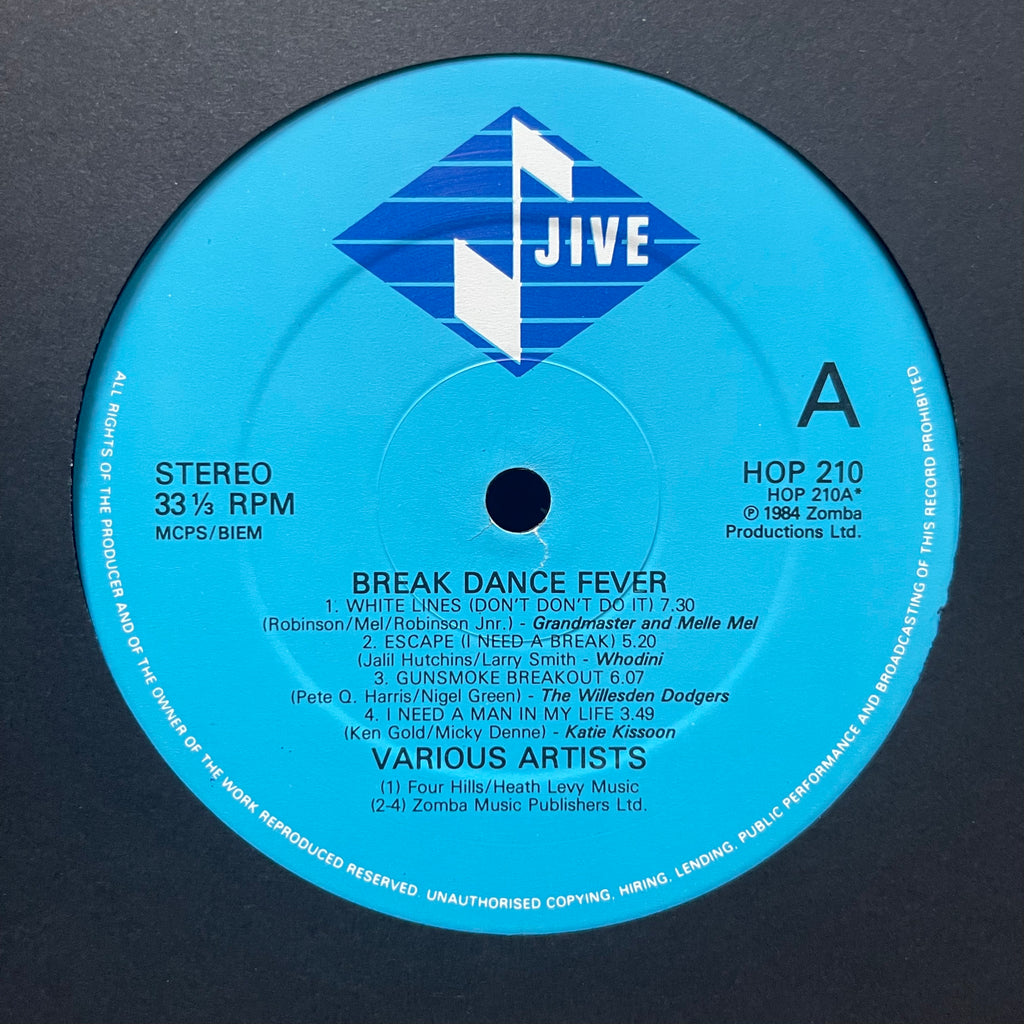 JIVE
A
STEREO
33 ⅓ RPM
MCPS/BIEM
HOP 210
HOP 210A*
℗ 1984 Zomba
Productions Ltd.
BREAK DANCE FEVER
1. WHITE LINES (DON'T DON'T DO IT) 7.30
(Robinson/Mel/Robinson Jnr.) - Grandmaster and Melle Mel
2. ESCAPE (I NEED A BREAK) 5.20
(Jalil Hutchins/Larry Smith - Whodini
3. GUNSMOKE BREAKOUT 6.07
(Pete Q. Harris/Nigel Green) - The Willesden Dodgers
4. I NEED A MAN IN MY LIFE 3.49
(Ken Gold/Micky Denne) - Katie Kissoon
VARIOUS ARTISTS
(1) Four Hills/Heath Levy Music
(2-4) Zomba Music Publishers Ltd.
ALL RIGHTS OF THE PRODUCER AND OF THE OWNER OF THE WORK REPRODUCED RESERVED. UNAUTHORISED COPYING, HIRING, LENDING, PUBLIC PERFORMANCE AND BROADCASTING OF THIS RECORD PROHIBITED